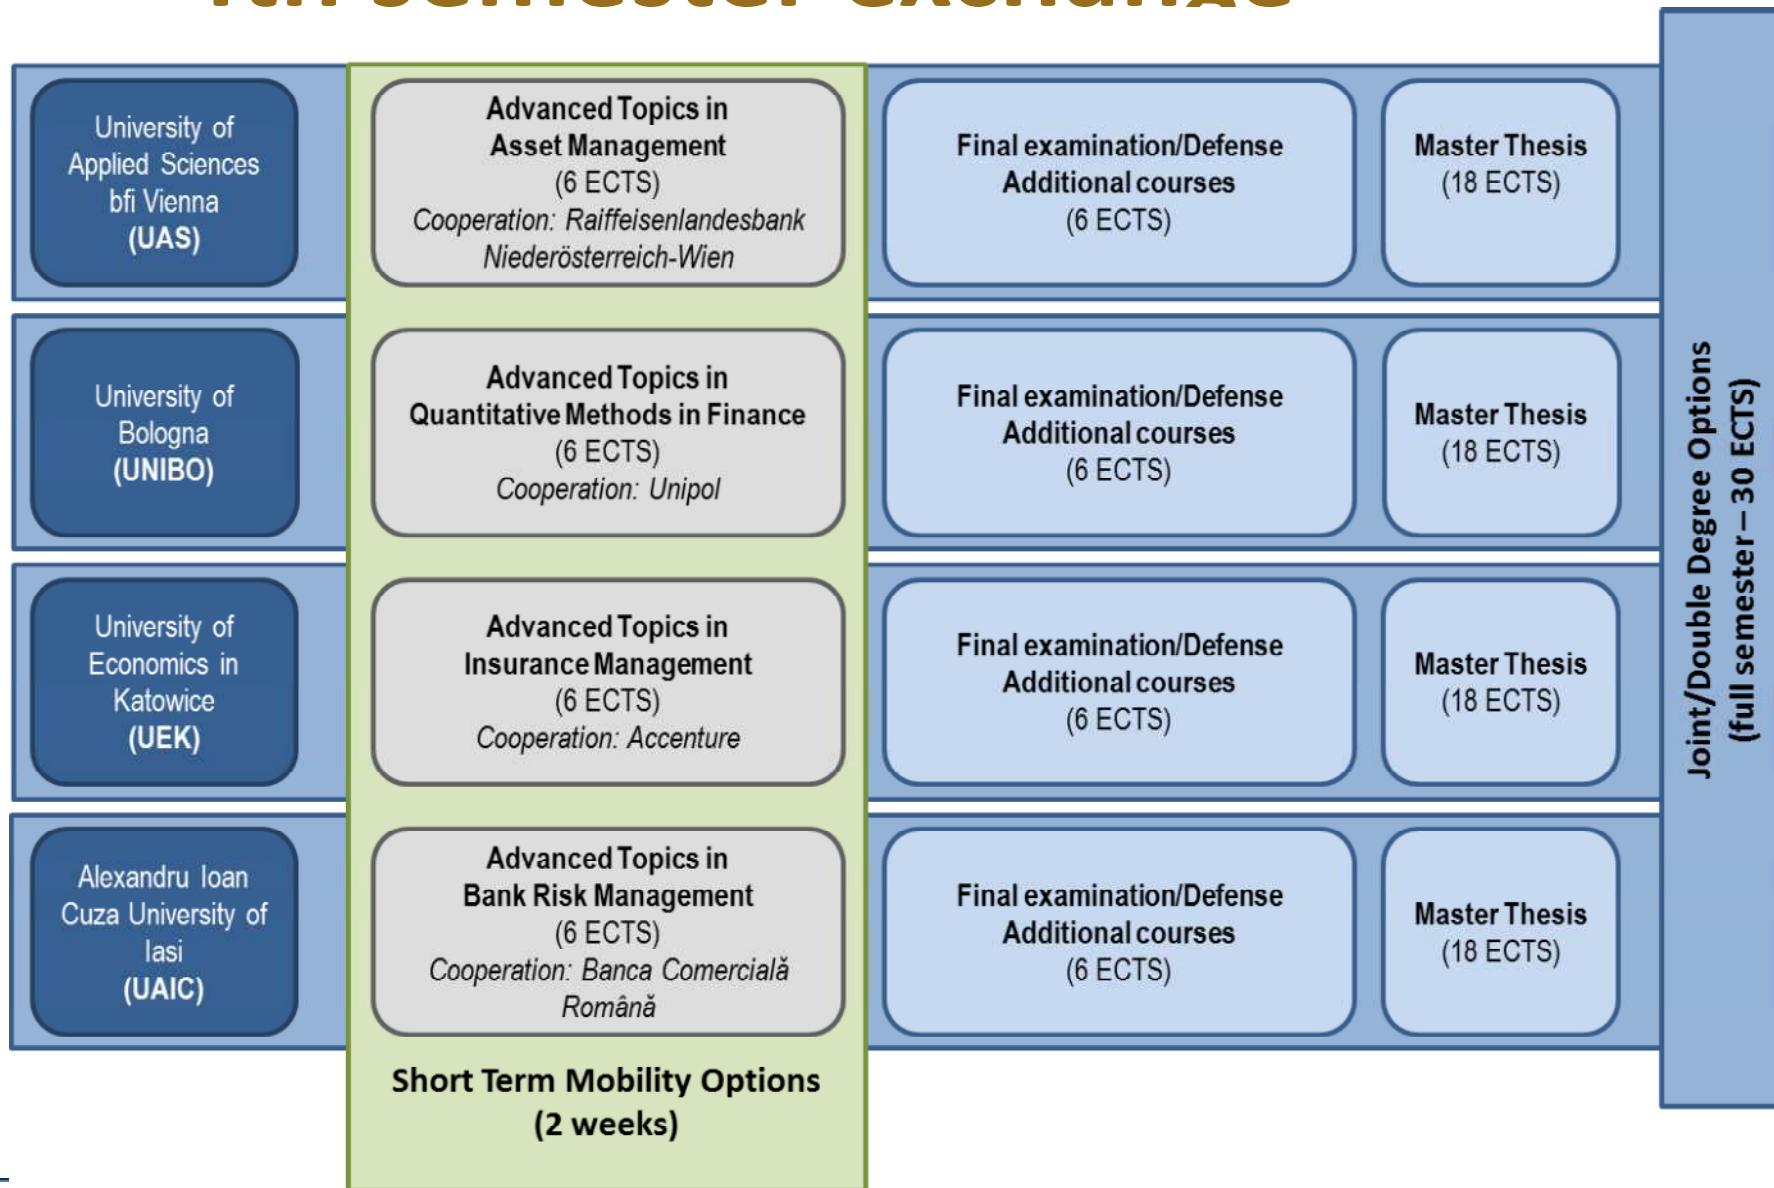 4th semester exchange
University of
Applied Sciences
bfi Vienna
(UAS)
Advanced Topics in
Asset Management
(6 ECTS)
Cooperation: Raiffeisenlandesbank
Niederösterreich-Wien
Final examination/Defense
Additional courses
(6 ECTS)
Master Thesis
(18 ECTS)
University of
Bologna
(UNIBO)
Advanced Topics in
Quantitative Methods in Finance
(6 ECTS)
Cooperation: Unipol
Final examination/Defense
Additional courses
(6 ECTS)
Master Thesis
(18 ECTS)
University of
Economics in
Katowice
(UEK)
Advanced Topics in
Insurance Management
(6 ECTS)
Cooperation: Accenture
Final examination/Defense
Additional courses
(6 ECTS)
Master Thesis
(18 ECTS)
Alexandru Ioan
Cuza University of
Iasi
(UAIC)
Advanced Topics in
Bank Risk Management
(6 ECTS)
Cooperation: Banca Comercială
Română
Final examination/Defense
Additional courses
(6 ECTS)
Master Thesis
(18 ECTS)
Short Term Mobility Options
(2 weeks)
Joint/Double Degree Options
(full semester – 30 ECTS)